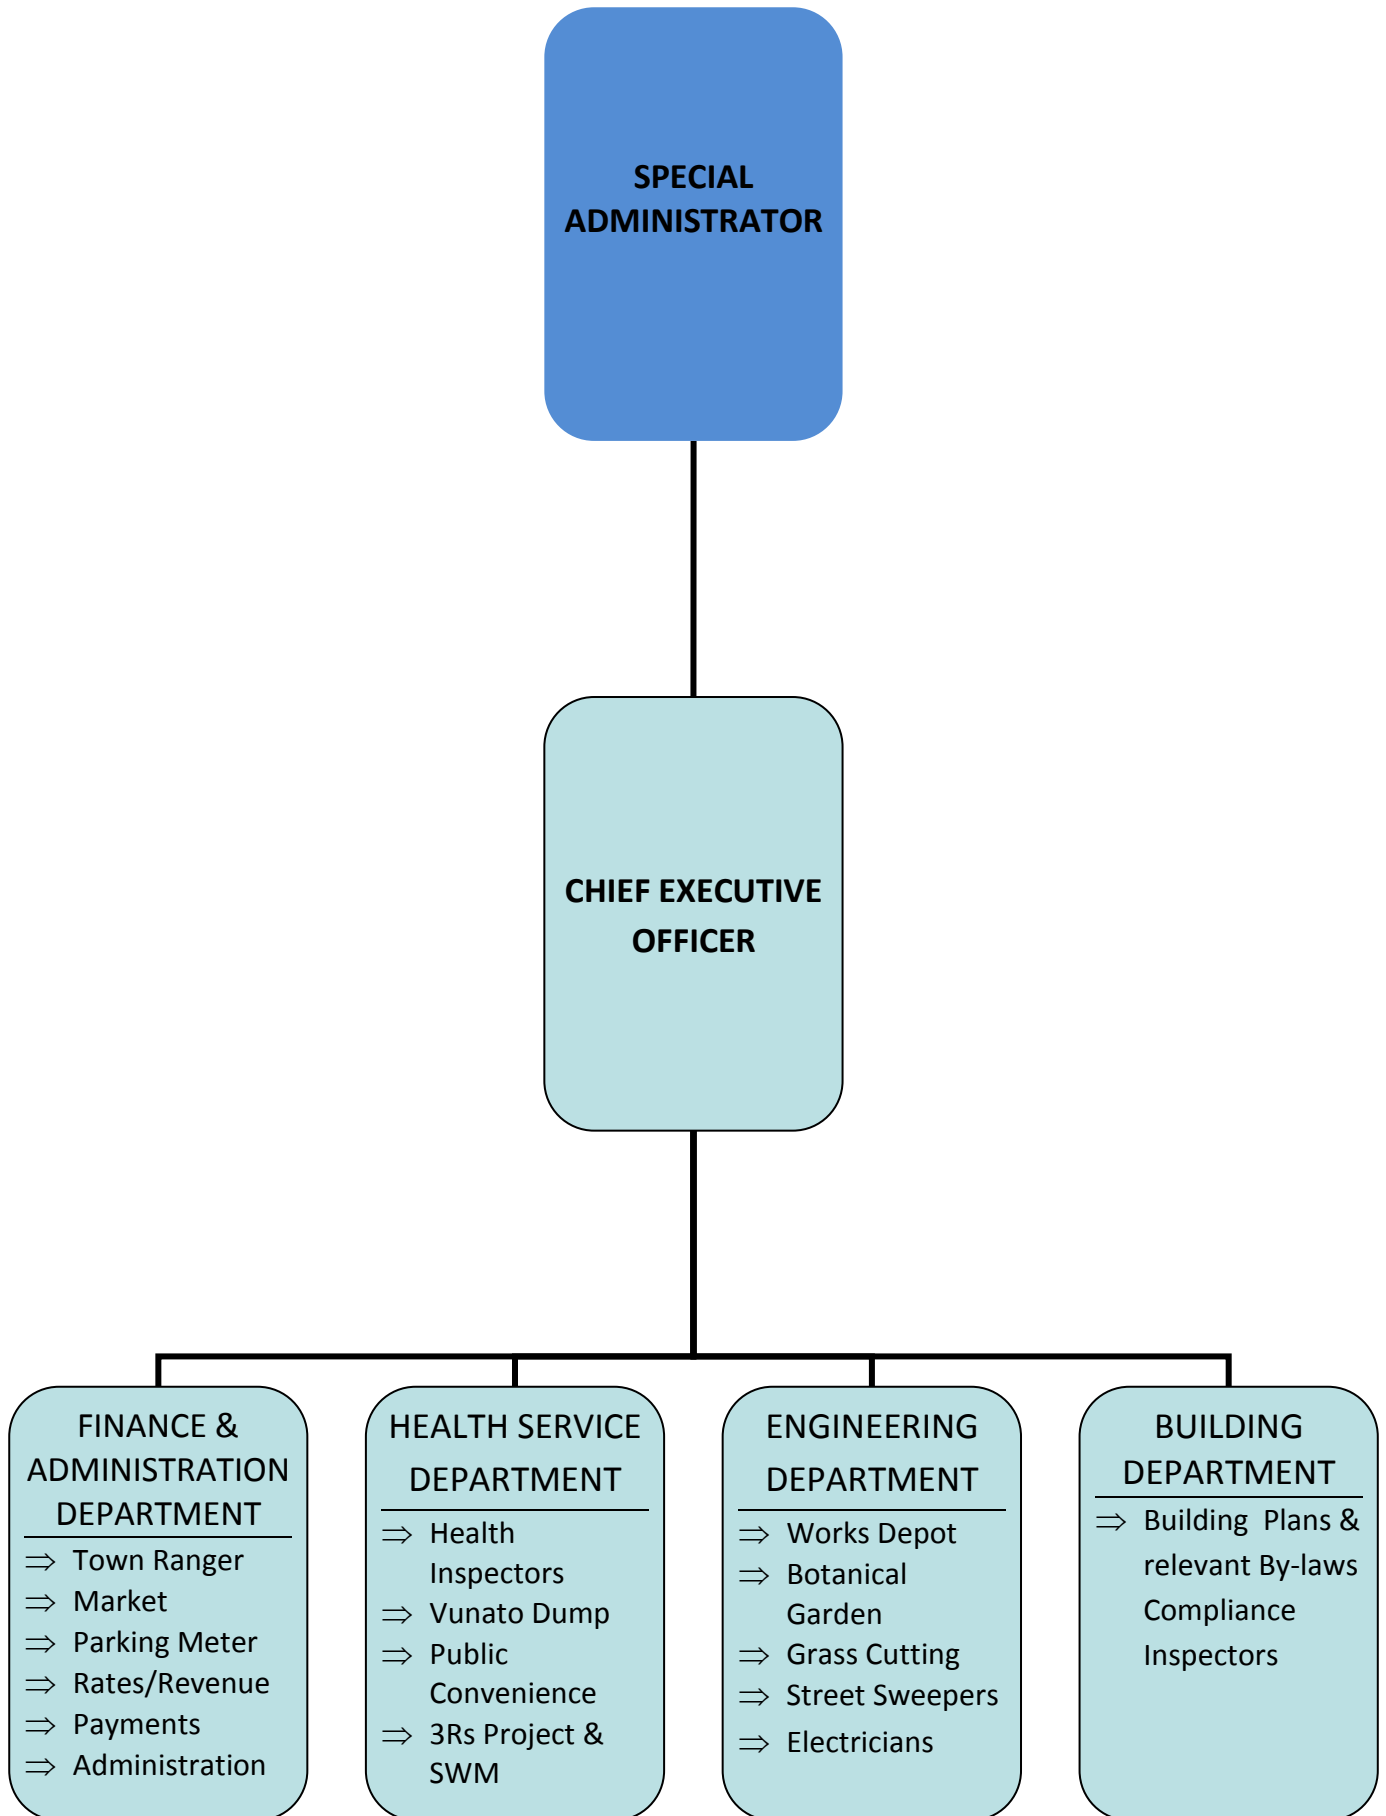 SPECIAL
ADMINISTRATOR
CHIEF EXECUTIVE
OFFICER
FINANCE &
ADMINISTRATION
DEPARTMENT
⇒ Town Ranger
⇒ Market
⇒ Parking Meter
⇒ Rates/Revenue
⇒ Payments
⇒ Administration
HEALTH SERVICE
DEPARTMENT
⇒ Health
Inspectors
⇒ Vunato Dump
⇒ Public
Convenience
⇒ 3Rs Project &
SWM
ENGINEERING
DEPARTMENT
⇒ Works Depot
⇒ Botanical
Garden
⇒ Grass Cutting
⇒ Street Sweepers
⇒ Electricians
BUILDING
DEPARTMENT
⇒ Building Plans &
relevant By-laws
Compliance
Inspectors